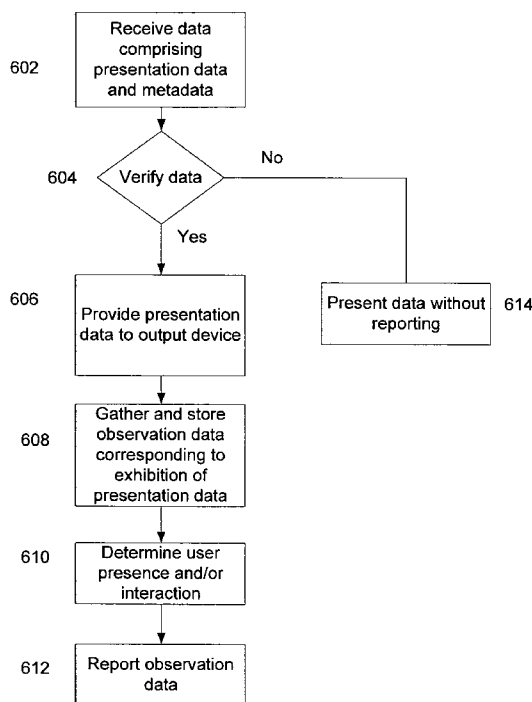 602
Receive data
comprising
presentation data
and metadata
604
Verify data
No
Yes
606
Provide presentation
data to output device
Present data without
reporting
614
608
Gather and store
observation data
corresponding to
exhibition of
presentation data
610
Determine user
presence and/or
interaction
612
Report observation
data